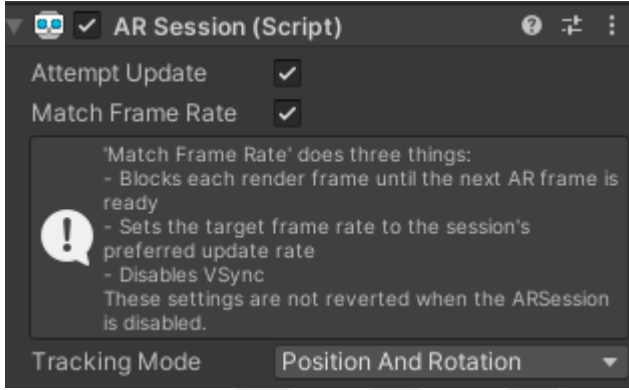 AR Session (Script)
Attempt Update
Match Frame Rate
'Match Frame Rate' does three things:
- Blocks each render frame until the next AR frame is
ready
- Sets the target frame rate to the session's
preferred update rate
- Disables VSync
These settings are not reverted when the ARSession
is disabled.
Tracking Mode Position And Rotation